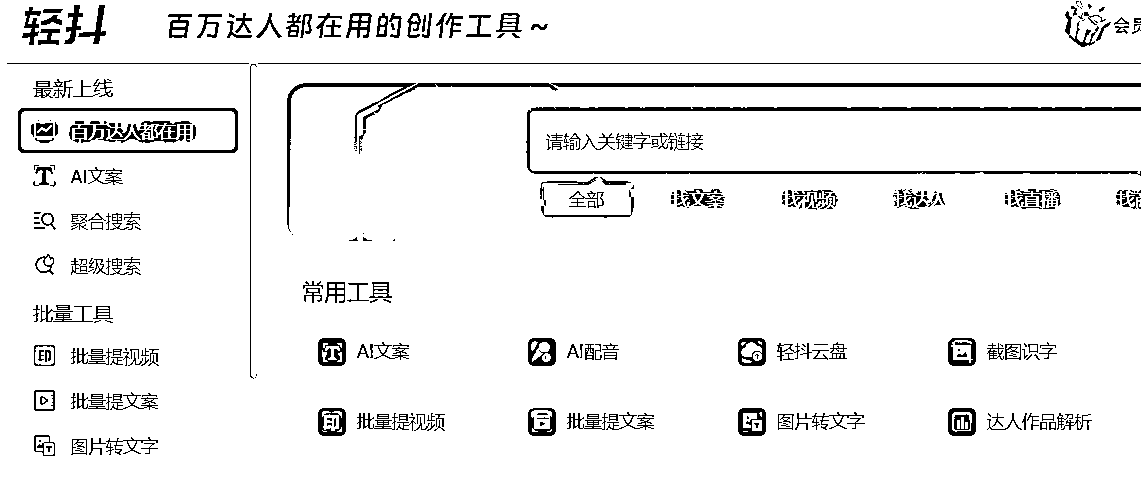 轻抖 百万达人都在用的创作工具~ 会员
最新上线
百万达人都在用
AI文案
聚合搜索
超级搜索
批量工具
批量提视频
批量提文案
图片转文字
请输入关键字或链接
全部 找文案 找视频 找达人 找直播
常用工具
AI文案 AI配音 轻抖云盘 截图识字
批量提视频 批量提文案 图片转文字 达人作品解析